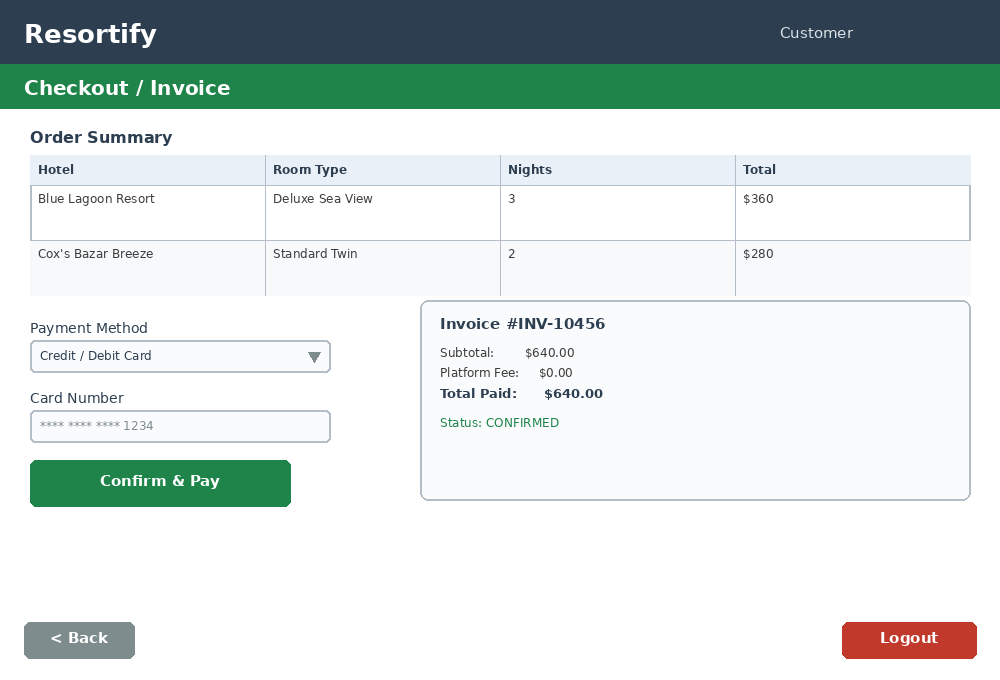 Resortify
Customer
Checkout / Invoice
Order Summary
Hotel Room Type Nights Total
Blue Lagoon Resort Deluxe Sea View 3 $360
Cox's Bazar Breeze Standard Twin 2 $280
Payment Method
Credit / Debit Card
Card Number
**** **** **** 1234
Confirm & Pay
Invoice #INV-10456
Subtotal: $640.00
Platform Fee: $0.00
Total Paid: $640.00
Status: CONFIRMED
< Back
Logout